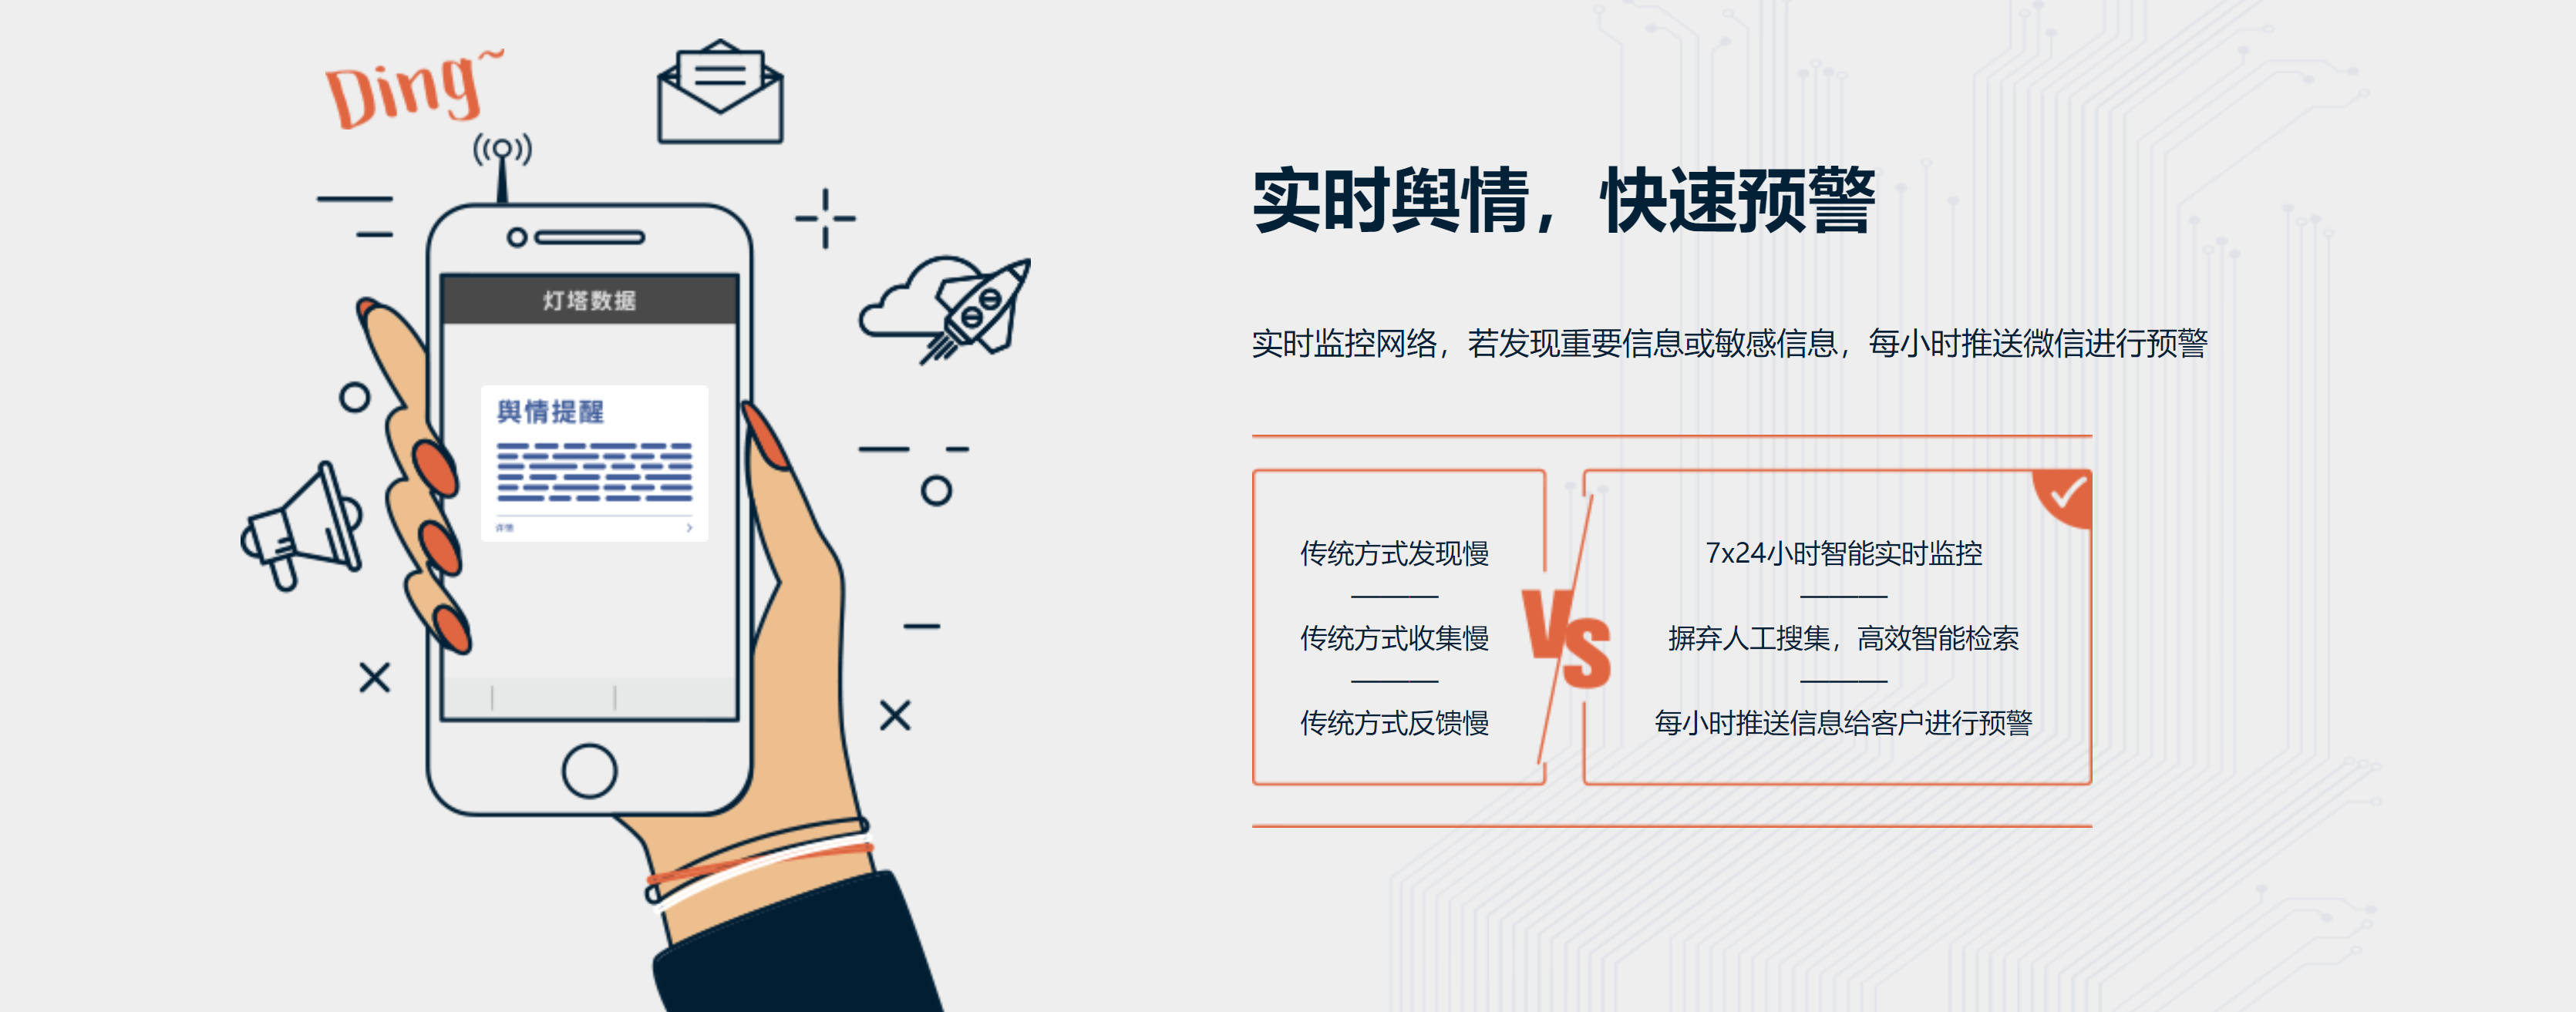 Ding~
灯塔数据
舆情提醒
详情
实时舆情，快速预警
实时监控网络，若发现重要信息或敏感信息，每小时推送微信进行预警
传统方式发现慢
传统方式收集慢
传统方式反馈慢
VS
7x24小时智能实时监控
摒弃人工搜集，高效智能检索
每小时推送信息给客户进行预警